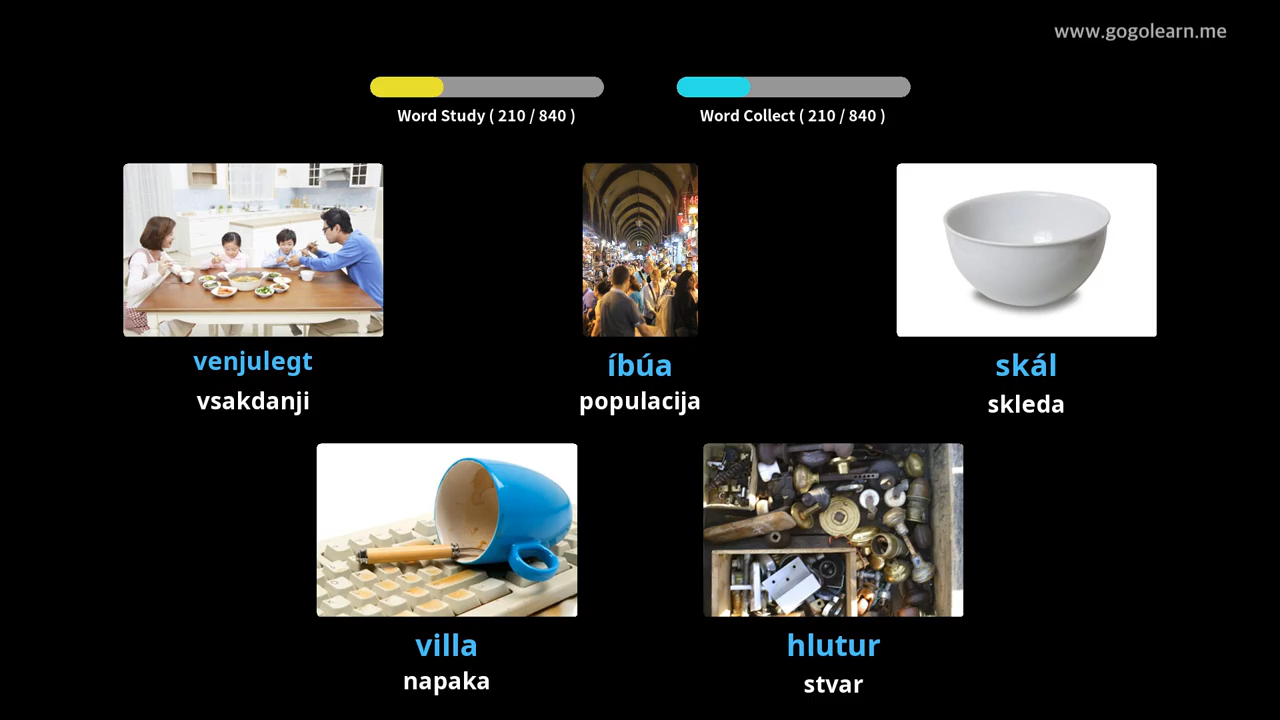 www.gogolearn.me
Word Study ( 210 / 840 )
Word Collect ( 210 / 840 )
venjulegt
vsakdanji
íbúa
populacija
skál
skleda
villa
napaka
hlutur
stvar